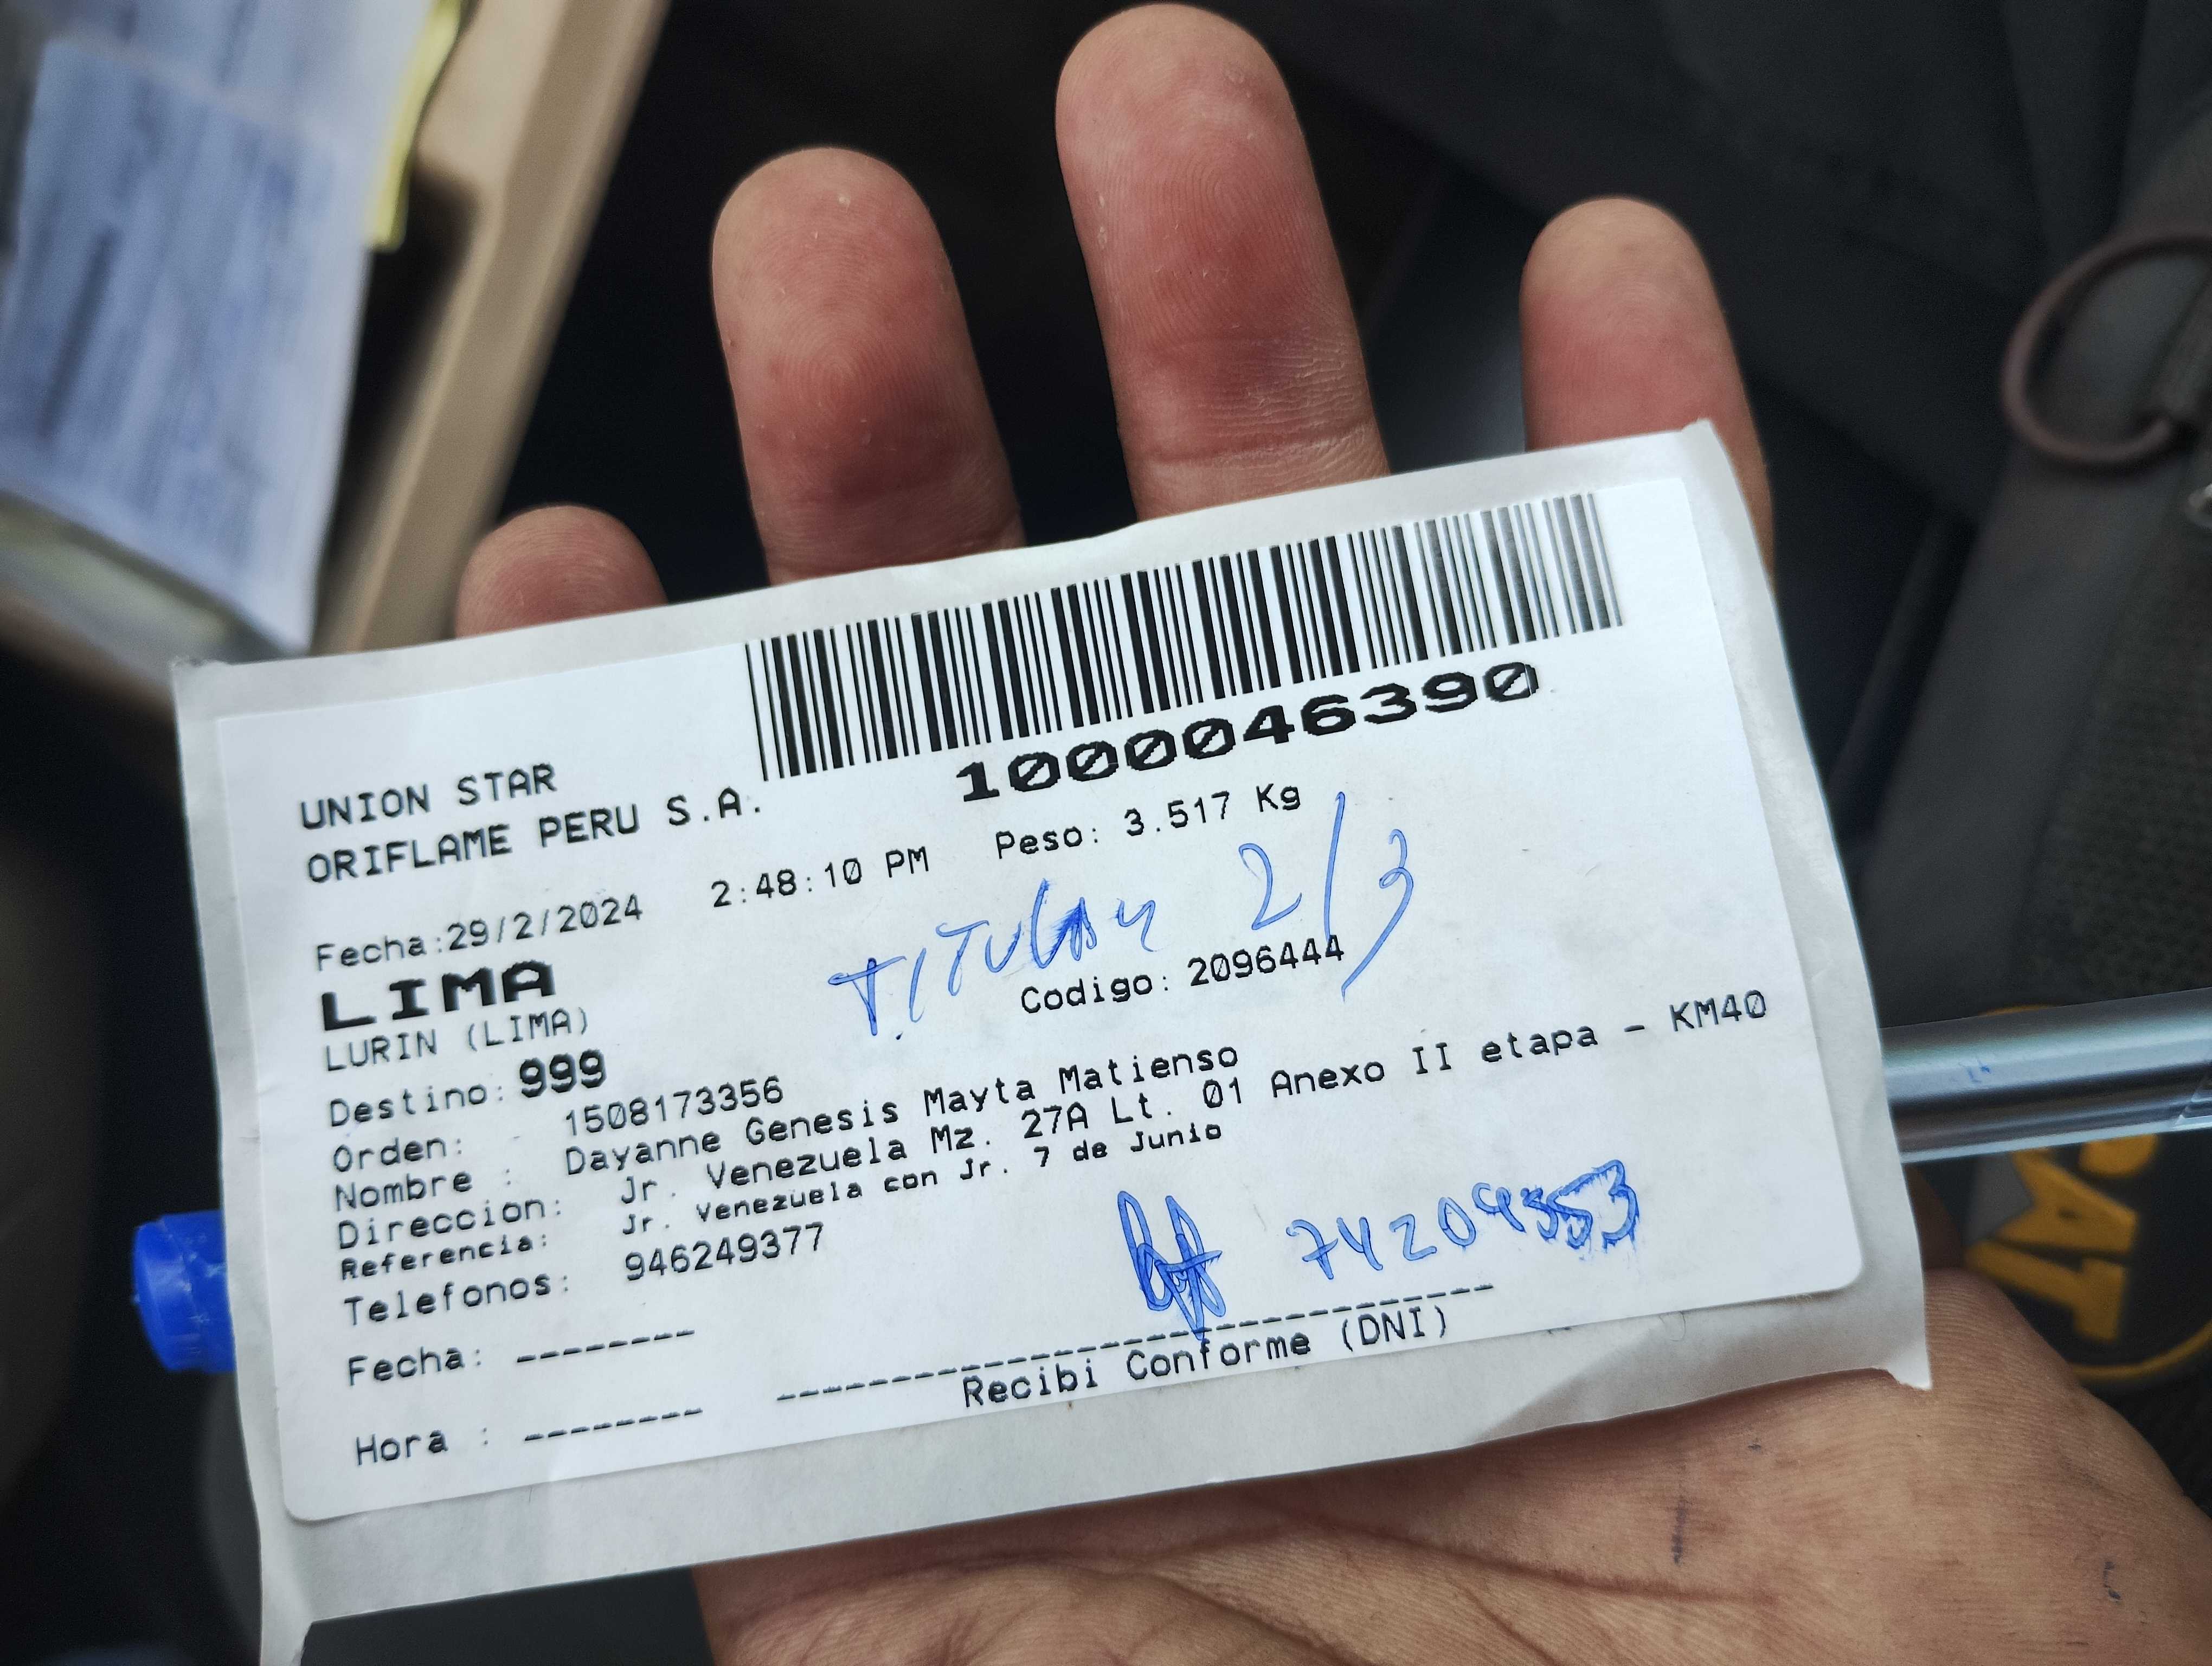 1000046390
UNION STAR
ORIFLAME PERU S.A.
Peso: 3.517 Kg
Fecha:29/2/2024 2:48:10 PM
TITULAR 2/3
LIMA
LURIN (LIMA)
Codigo: 2096444
Destino: 999
Orden: 1508173356
Nombre : Dayanne Genesis Mayta Matienso
Direccion: Jr. Venezuela Mz. 27A Lt. 01 Anexo II etapa - KM40
Referencia: Jr. Venezuela con Jr. 7 de Junio
Telefonos: 946249377
Fecha: --------
Recibi Conforme (DNI)
Hora : --------
CAT